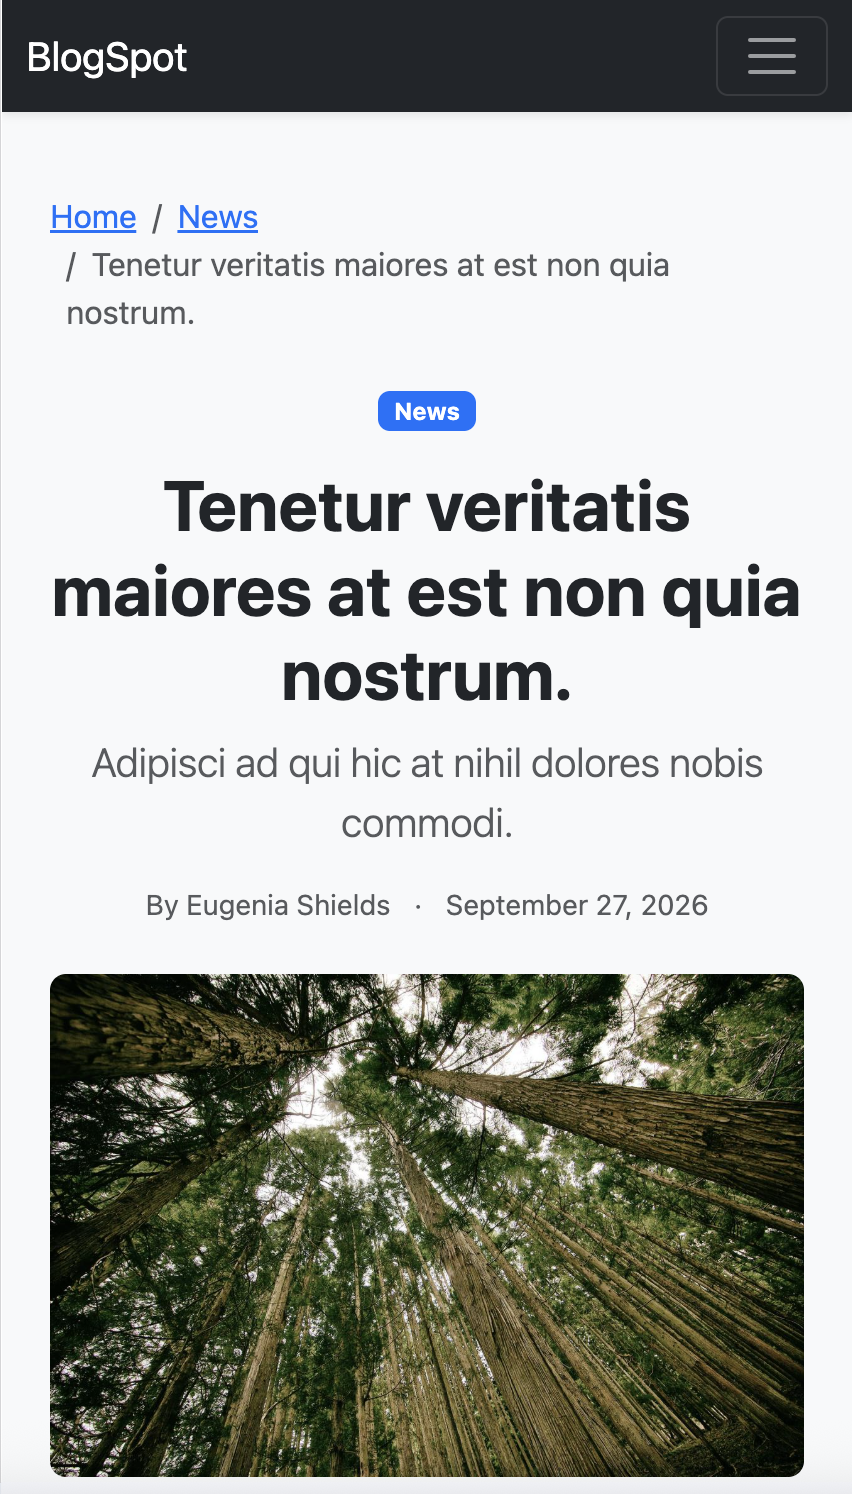 BlogSpot
Home / News
/ Tenetur veritatis maiores at est non quia
nostrum.
News
Tenetur veritatis
maiores at est non quia
nostrum.
Adipisci ad qui hic at nihil dolores nobis
commodi.
By Eugenia Shields · September 27, 2026